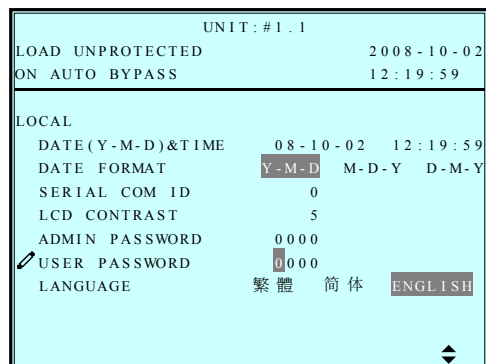 UNIT:#1.1
LOAD UNPROTECTED 2008-10-02
ON AUTO BYPASS 12:19:59
LOCAL
DATE(Y-M-D)&TIME 08-10-02 12:19:59
DATE FORMAT Y-M-D M-D-Y D-M-Y
SERIAL COM ID 0
LCD CONTRAST 5
ADMIN PASSWORD 0000
USER PASSWORD 0000
LANGUAGE 繁體 简体 ENGLISH